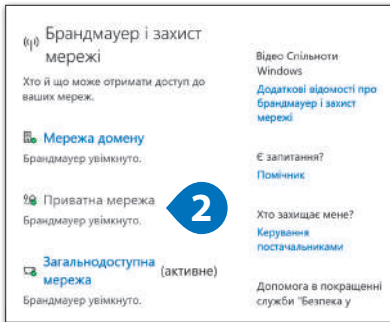 Брандмауер і захист
мережі
Хто й що може отримати доступ до
ваших мереж.
Мережа домену
Брандмауер увімкнуто.
Приватна мережа
Брандмауер увімкнуто.
2
Загальнодоступна
мережа
(активне)
Брандмауер увімкнуто.
Відео Спільноти
Windows
Додаткові відомості про
брандмауер і захист
мережі
Є запитання?
Помічник
Хто захищає мене?
Керування
постачальниками
Допомога в покращенні
служби "Безпека у